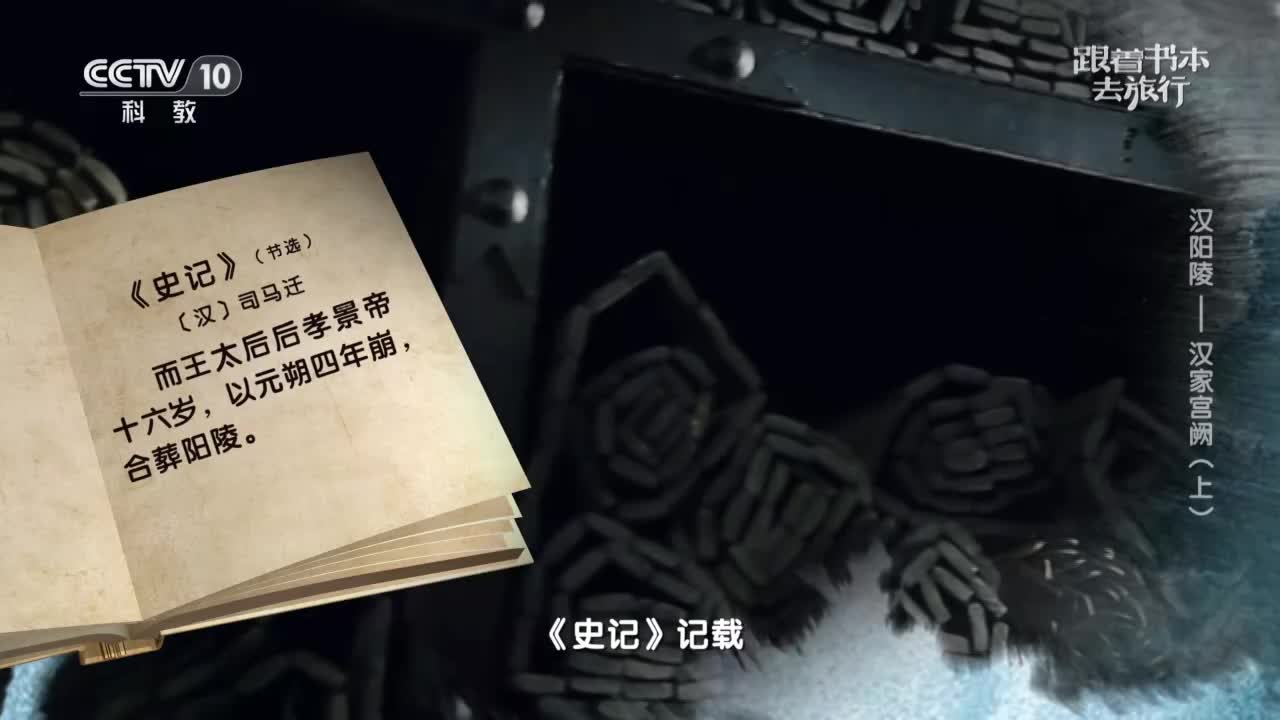 CCTV 10
科教
跟着书本
去旅行
《史记》(节选)
〔汉〕司马迁
而王太后后孝景帝
十六岁，以元朔四年崩，
合葬阳陵。
汉阳陵——汉家宫阙(上)
《史记》记载